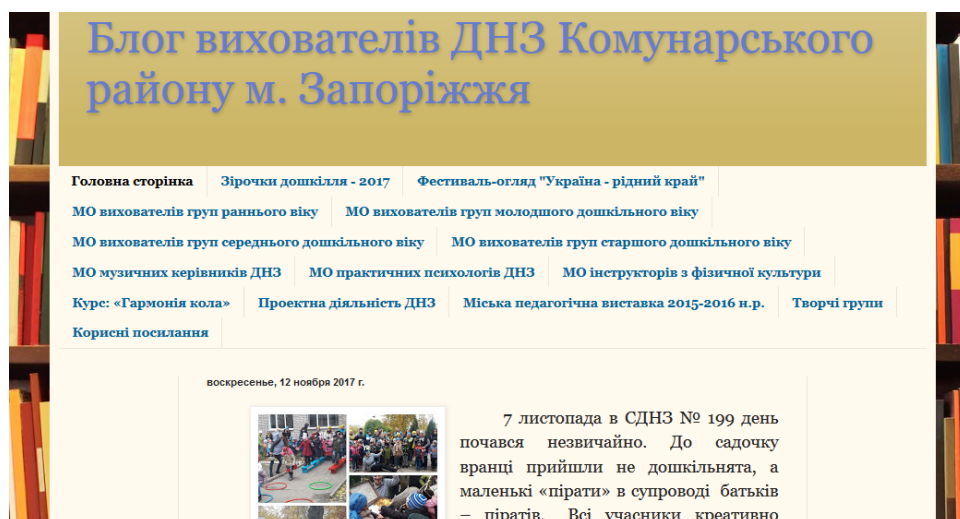 Блог вихователів ДНЗ Комунарського
району м. Запоріжжя
Головна сторінка Зірочки дошкілля - 2017 Фестиваль-огляд "Україна - рідний край"
МО вихователів груп раннього віку МО вихователів груп молодшого дошкільного віку
МО вихователів груп середнього дошкільного віку МО вихователів груп старшого дошкільного віку
МО музичних керівників ДНЗ МО практичних психологів ДНЗ МО інструкторів з фізичної культури
Курс: «Гармонія кола» Проектна діяльність ДНЗ Міська педагогічна виставка 2015-2016 н.р. Творчі групи
Корисні посилання
воскресенье, 12 ноября 2017 г.
7 листопада в СДНЗ № 199 день
почався незвичайно. До садочку
вранці прийшли не дошкільнята, а
маленькі «пірати» в супроводі батьків
– піратів. Всі учасники креативно